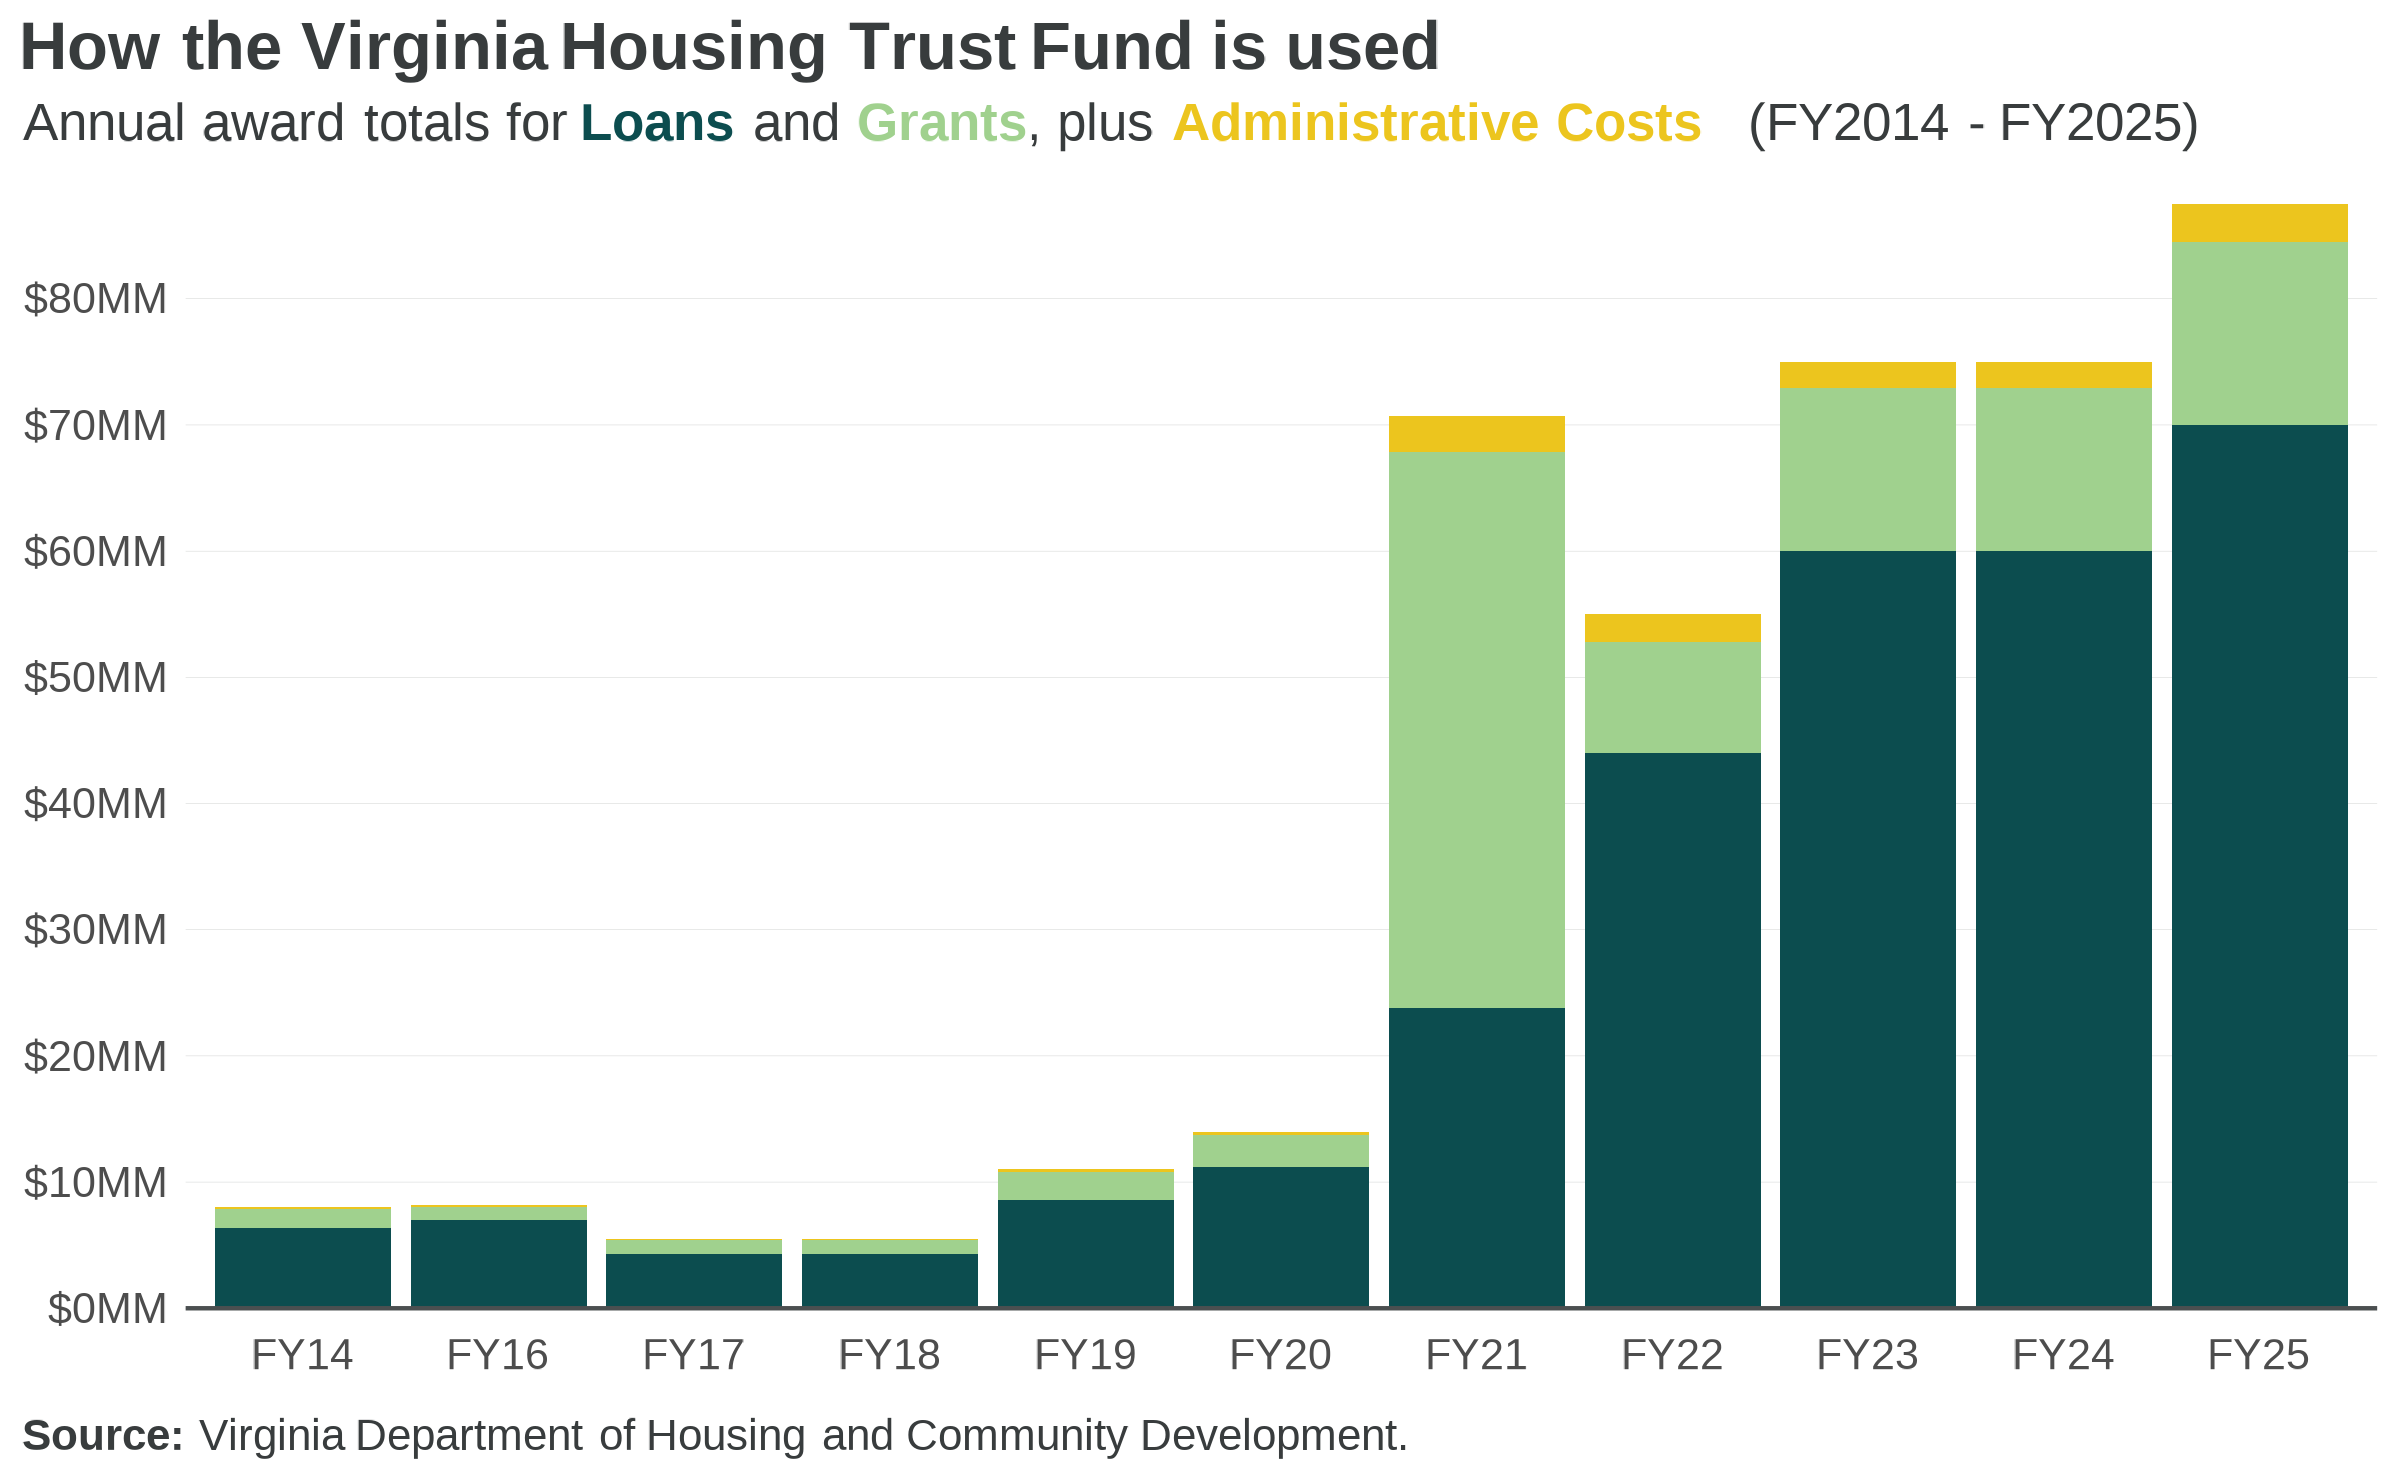 How the Virginia Housing Trust Fund is used
Annual award totals for Loans and Grants, plus Administrative Costs (FY2014 - FY2025)
$80MM
$70MM
$60MM
$50MM
$40MM
$30MM
$20MM
$10MM
$0MM
FY14 FY16 FY17 FY18 FY19 FY20 FY21 FY22 FY23 FY24 FY25
Source: Virginia Department of Housing and Community Development.